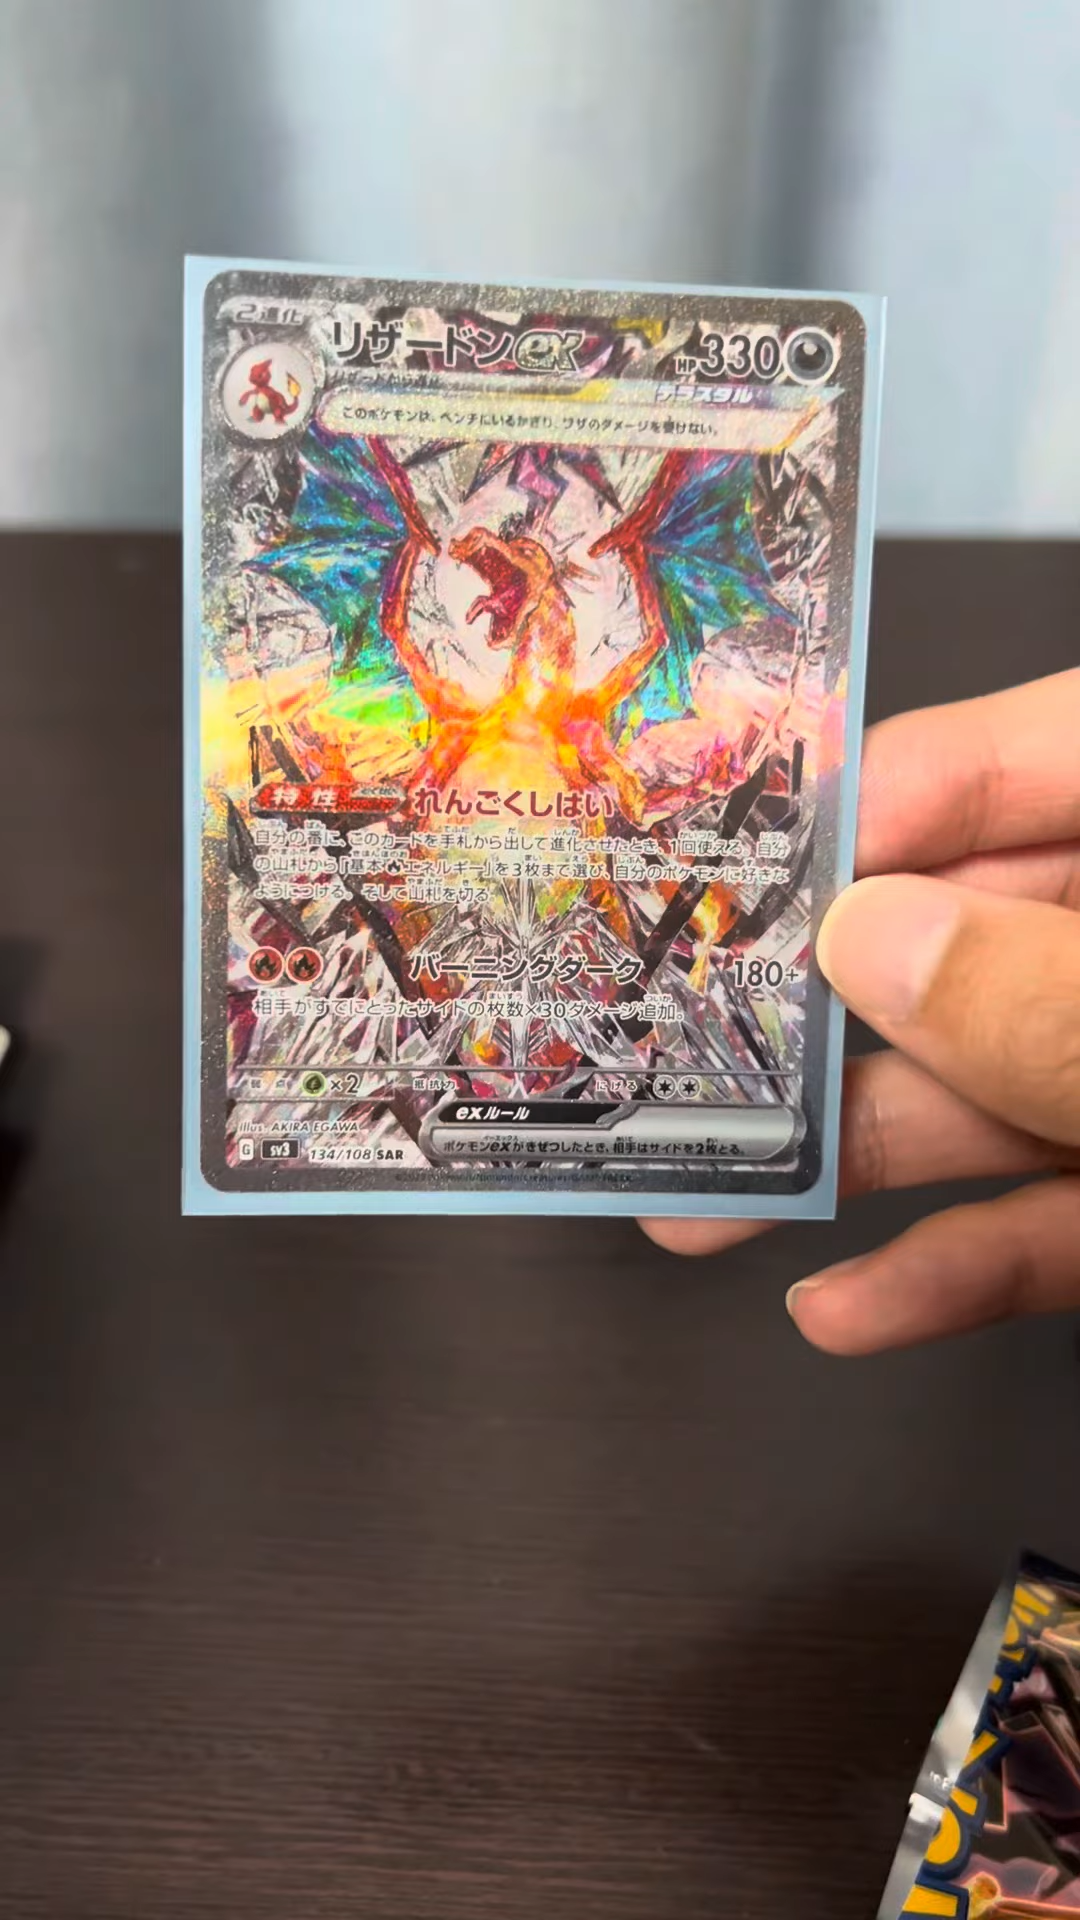 2進化
リザードンex
HP 330
テラスタル
このポケモンは、ベンチにいるかぎり、ワザのダメージを受けない。
特性 れんごくしはい
自分の番に、このカードを手札から出して進化させたとき、1回使える。自分
の山札から「基本エネルギー」を3枚まで選び、自分のポケモンに好きな
ようにつける。そして山札を切る。
バーニングダーク 180+
相手がすでにとったサイドの枚数×30ダメージ追加。
弱点 ×2 抵抗力 にげる
exルール
ポケモンexがきぜつしたとき、相手はサイドを2枚とる。
Illus. AKIRA EGAWA
G sv3 134/108 SAR